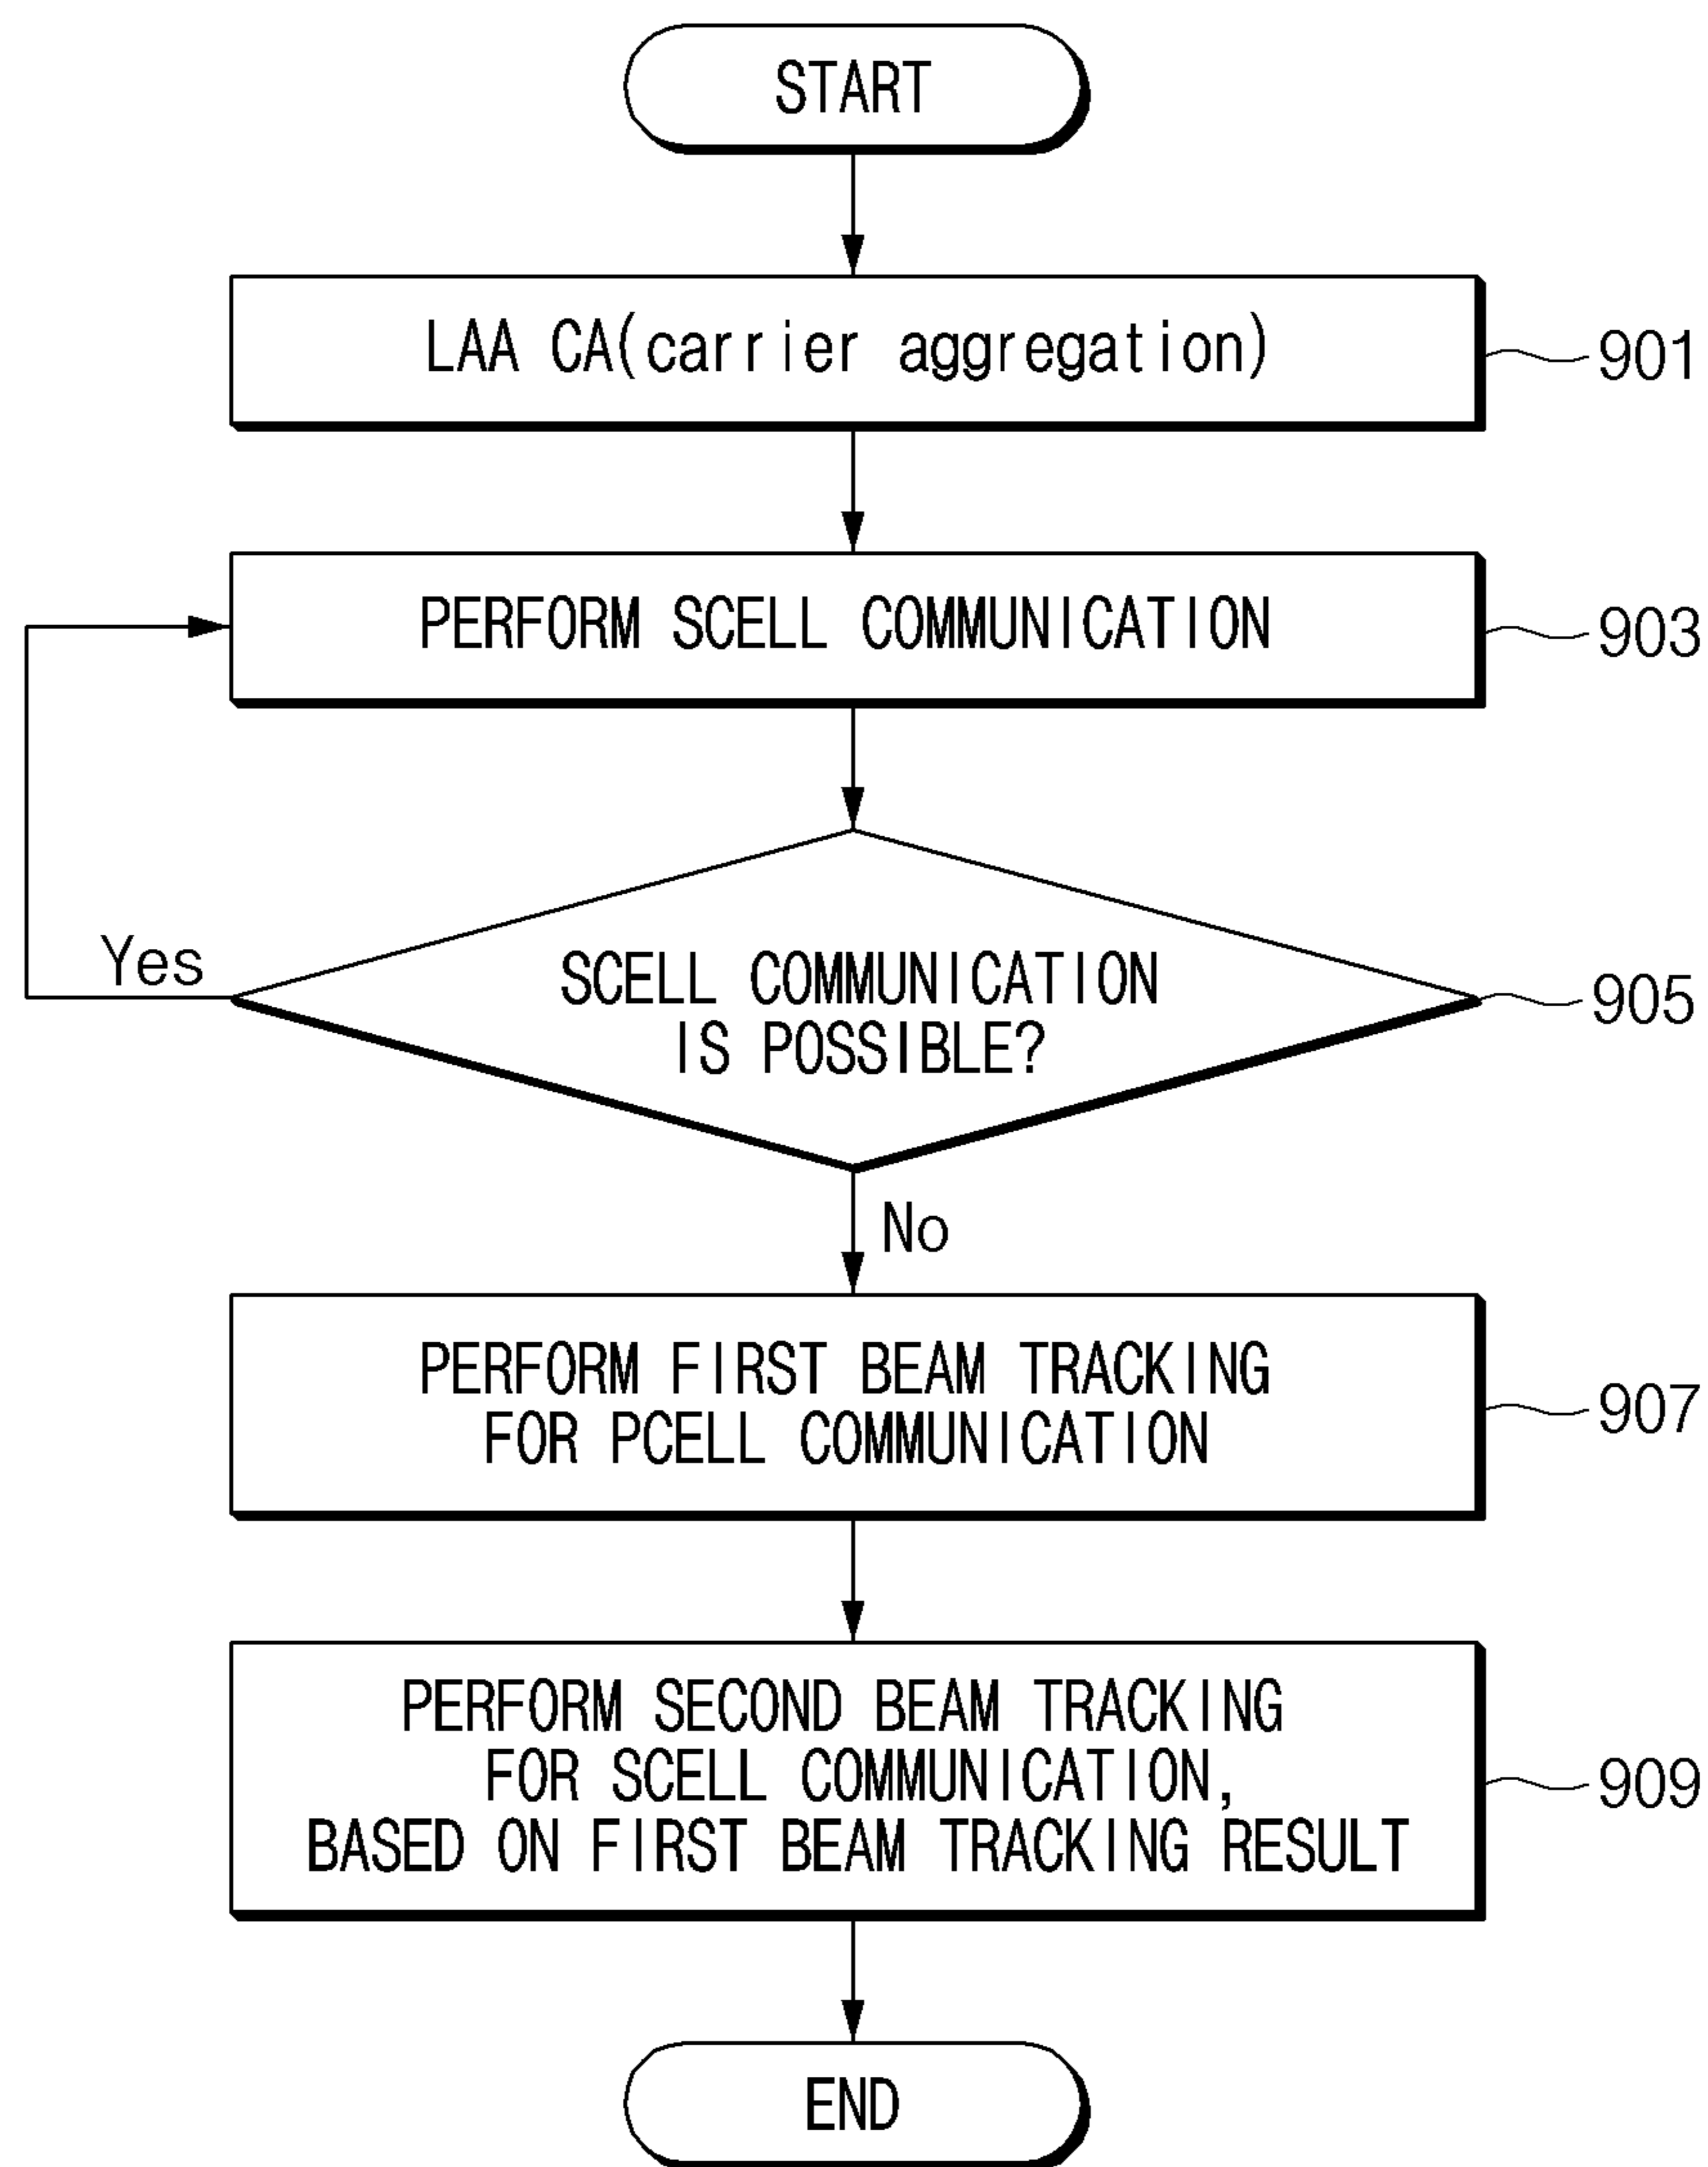 START
LAA CA(carrier aggregation)
901
PERFORM SCELL COMMUNICATION
903
Yes
SCELL COMMUNICATION
IS POSSIBLE?
905
No
PERFORM FIRST BEAM TRACKING
FOR PCELL COMMUNICATION
907
PERFORM SECOND BEAM TRACKING
FOR SCELL COMMUNICATION,
BASED ON FIRST BEAM TRACKING RESULT
909
END